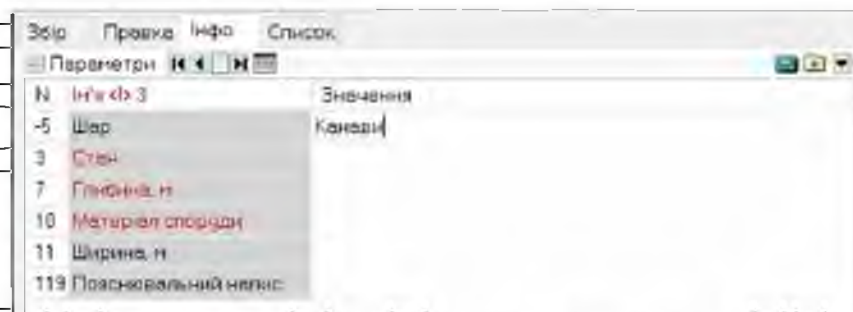 Збір Правка Інфо Список
Параметри
N Ім'я <I> 3 Значення
-5 Шар Канави
3 Стан
7 Глибина, м
10 Матеріал споруди
11 Ширина, м
119 Пояснювальний напис